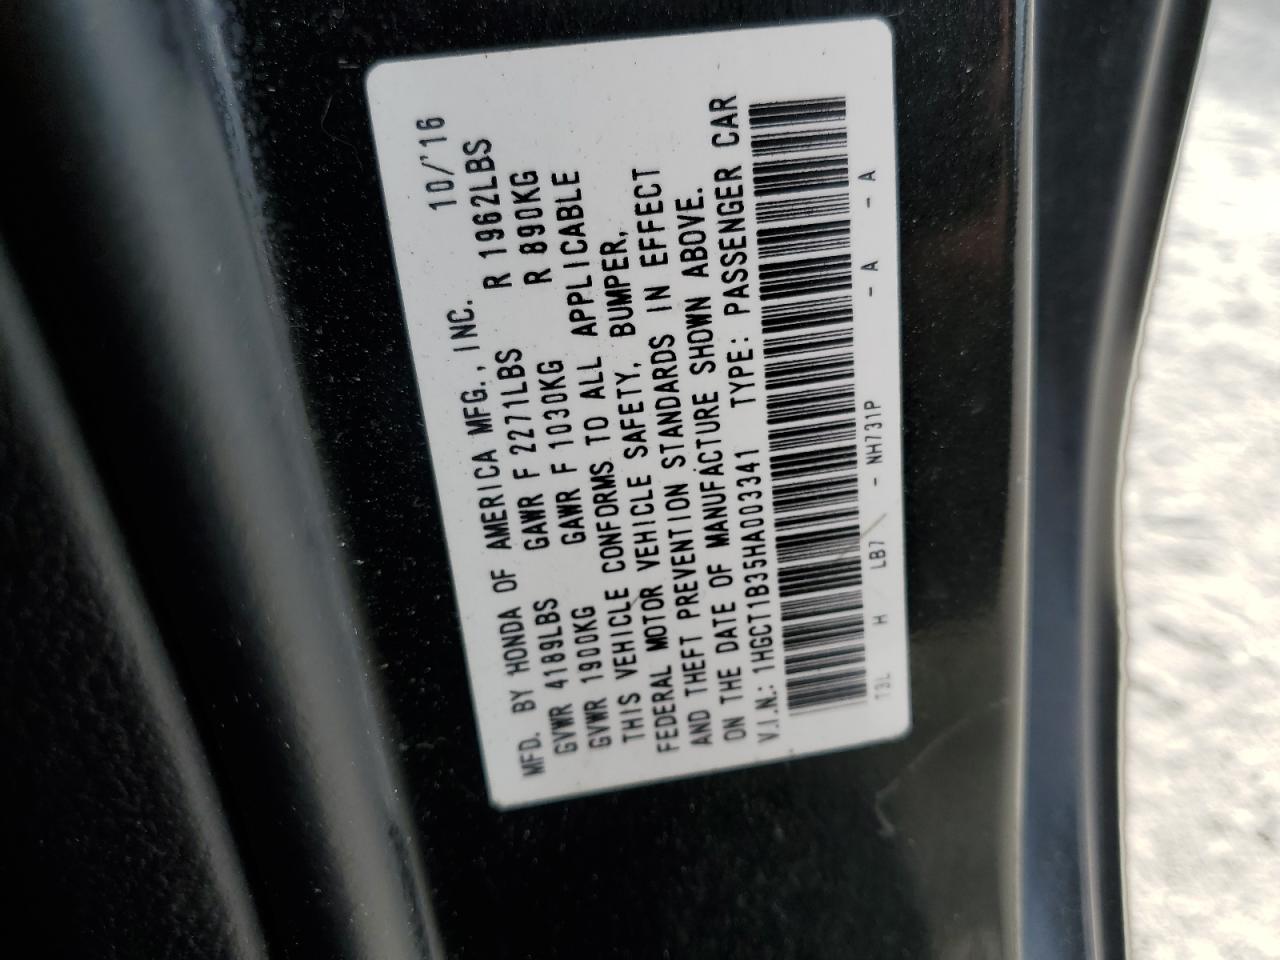 MFD. BY HONDA OF AMERICA MFG., INC. 10/'16
GVWR 4189LBS GAWR F 2271LBS R 1962LBS
GVWR 1900KG GAWR F 1030KG R 890KG
THIS VEHICLE CONFORMS TO ALL APPLICABLE
FEDERAL MOTOR VEHICLE SAFETY, BUMPER,
AND THEFT PREVENTION STANDARDS IN EFFECT
ON THE DATE OF MANUFACTURE SHOWN ABOVE.
V.I.N.: 1HGCT1B35HA003341 TYPE: PASSENGER CAR
T3L H LB7 - NH731P - A - A